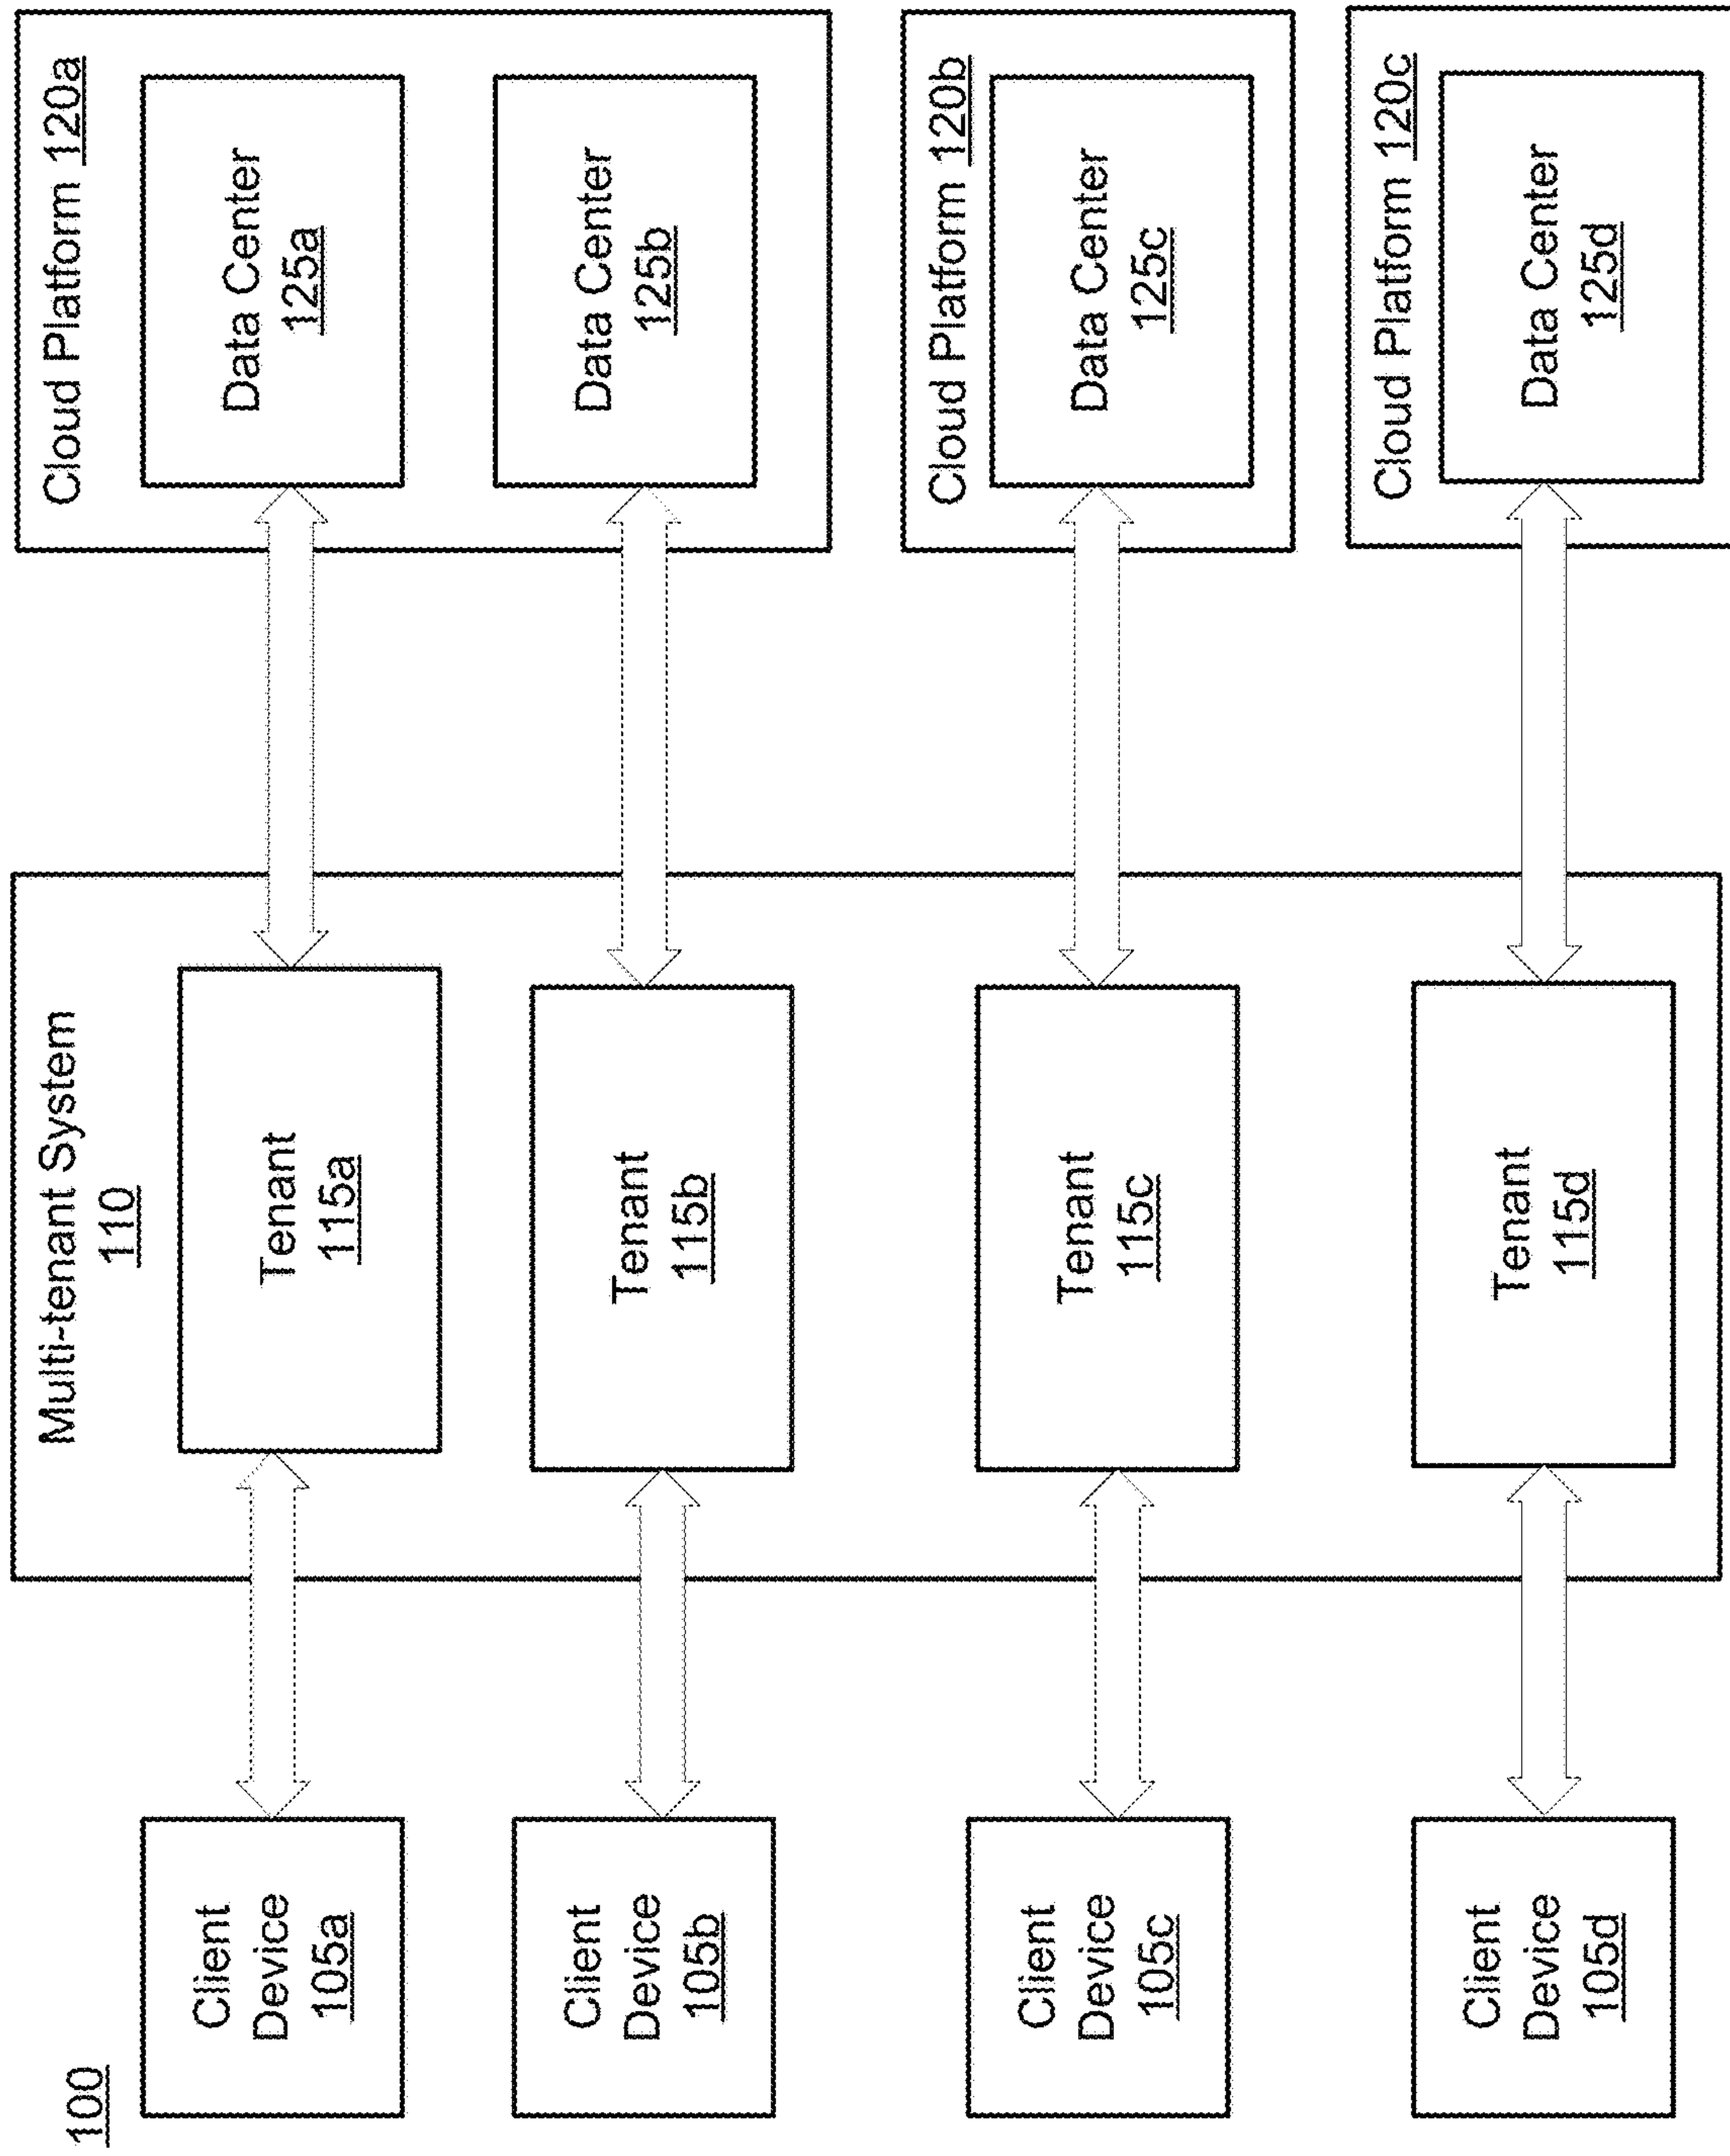 100
Client
Device
105a
Client
Device
105b
Client
Device
105c
Client
Device
105d
Multi-tenant System
110
Tenant
115a
Tenant
115b
Tenant
115c
Tenant
115d
Cloud Platform 120a
Data Center
125a
Data Center
125b
Cloud Platform 120b
Data Center
125c
Cloud Platform 120c
Data Center
125d